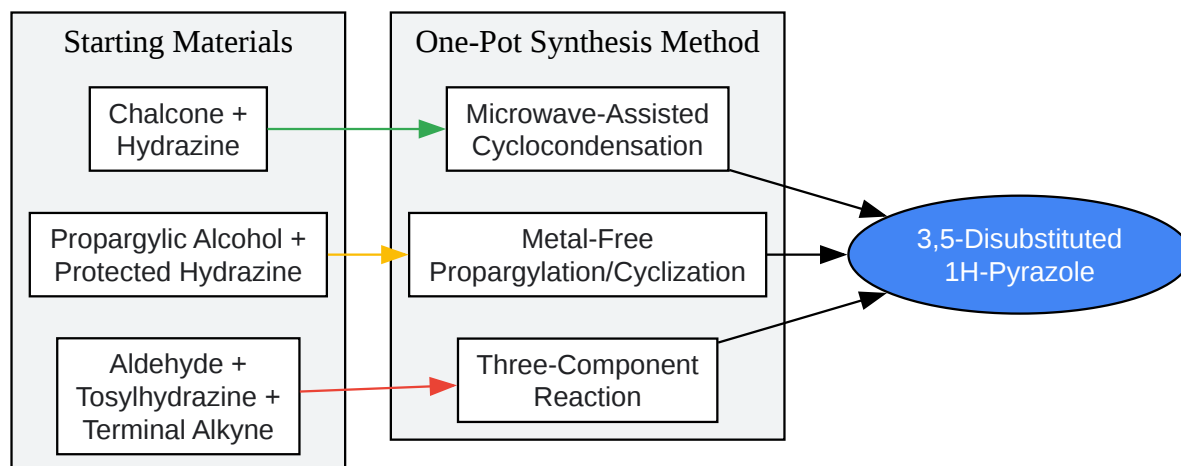 Starting Materials
Chalcone +
Hydrazine
Propargylic Alcohol +
Protected Hydrazine
Aldehyde +
Tosylhydrazine +
Terminal Alkyne
One-Pot Synthesis Method
Microwave-Assisted
Cyclocondensation
Metal-Free
Propargylation/Cyclization
Three-Component
Reaction
3,5-Disubstituted
1H-Pyrazole